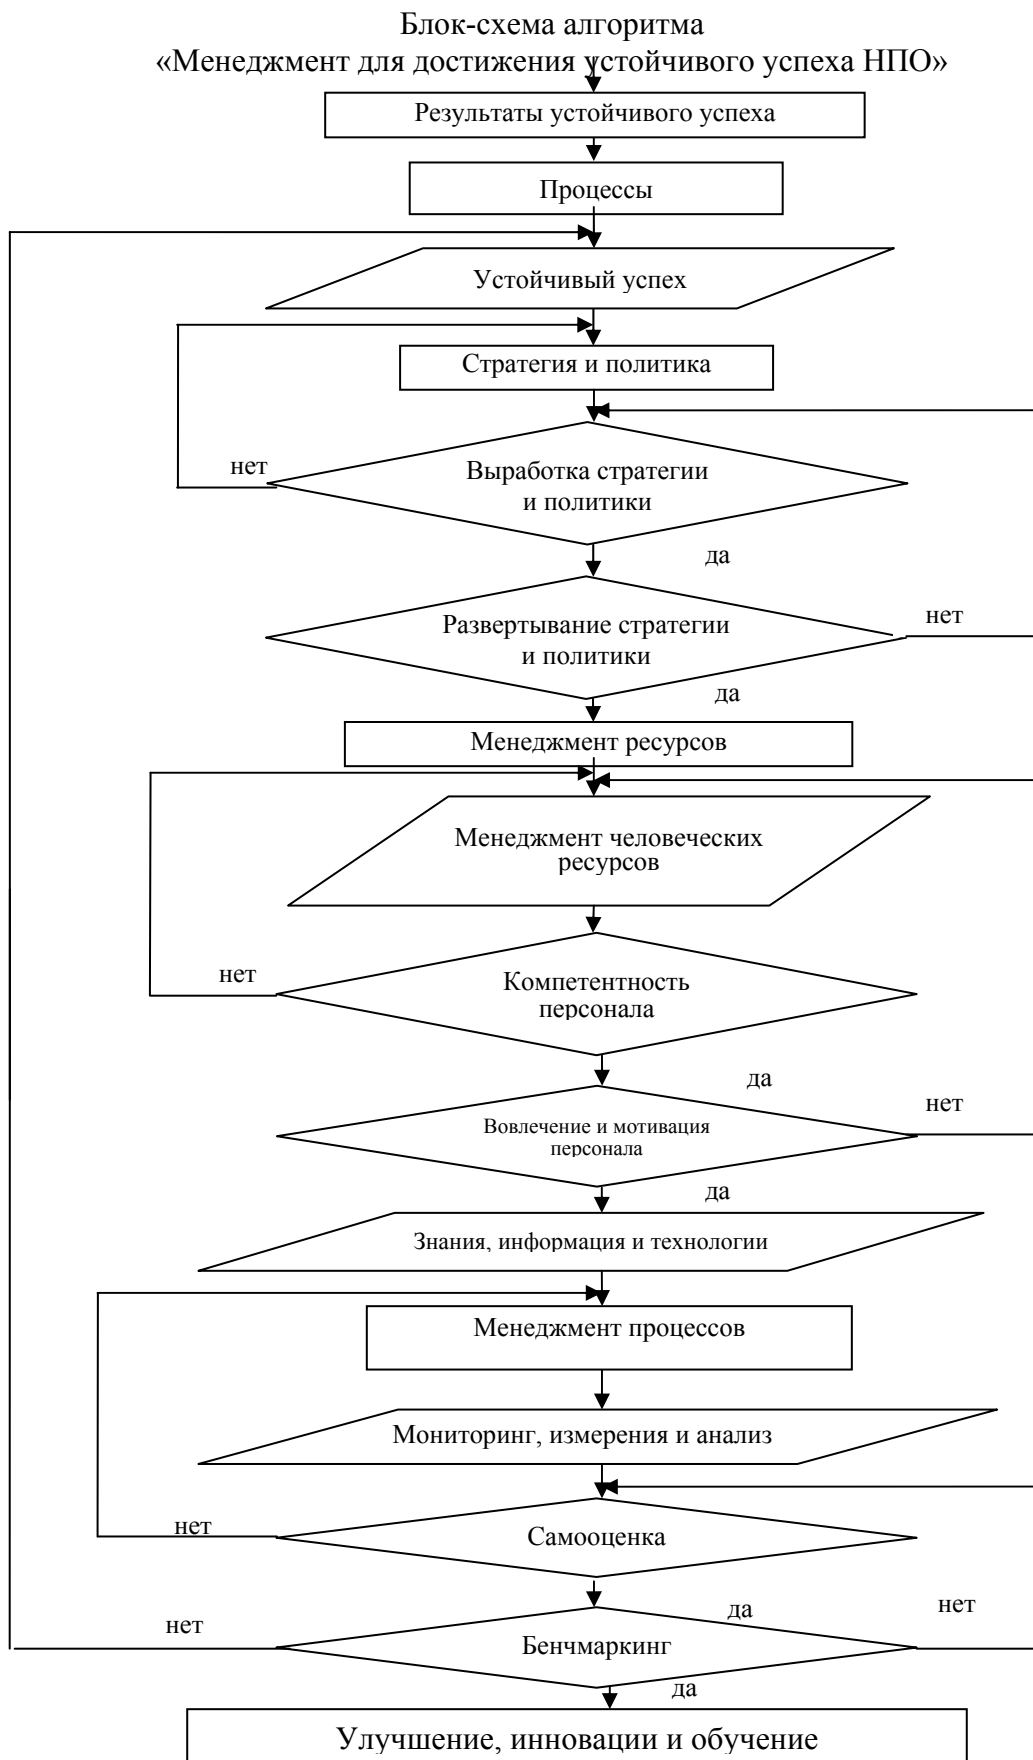 Блок-схема алгоритма
«Менеджмент для достижения устойчивого успеха НПО»
Результаты устойчивого успеха
Процессы
Устойчивый успех
Стратегия и политика
нет
Выработка стратегии
и политики
да
Развертывание стратегии
и политики
нет
да
Менеджмент ресурсов
Менеджмент человеческих
ресурсов
нет
Компетентность
персонала
да
Вовлечение и мотивация
персонала
нет
да
Знания, информация и технологии
Менеджмент процессов
Мониторинг, измерения и анализ
нет
Самооценка
нет
да
нет
Бенчмаркинг
да
Улучшение, инновации и обучение